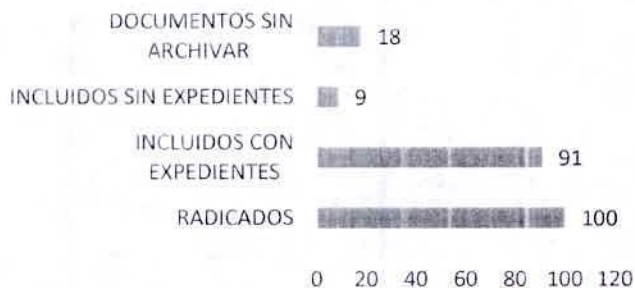 DOCUMENTOS SIN
ARCHIVAR
18
INCLUIDOS SIN EXPEDIENTES
9
INCLUIDOS CON
EXPEDIENTES
91
RADICADOS
100
0 20 40 60 80 100 120